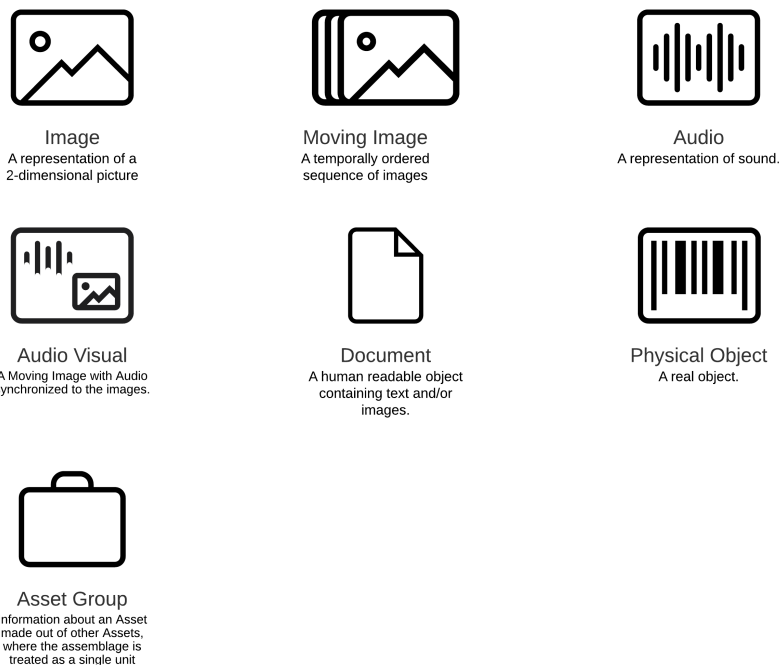 Image
A representation of a
2-dimensional picture
Moving Image
A temporally ordered
sequence of images
Audio
A representation of sound.
Audio Visual
A Moving Image with Audio
ynchronized to the images.
Document
A human readable object
containing text and/or
images.
Physical Object
A real object.
Asset Group
nformation about an Asset
made out of other Assets,
where the assemblage is
treated as a single unit